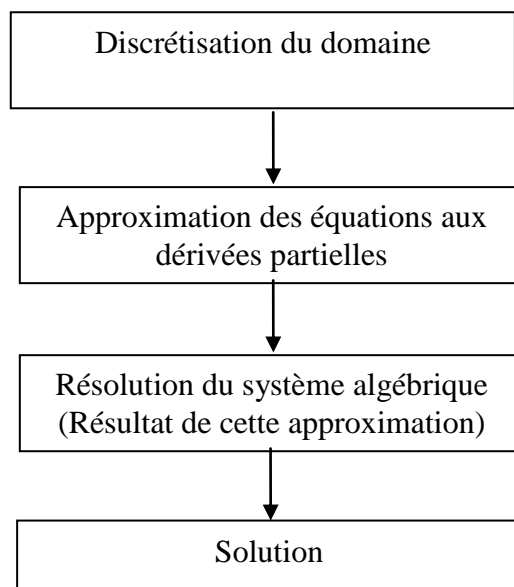 Discrétisation du domaine
Approximation des équations aux
dérivées partielles
Résolution du système algébrique
(Résultat de cette approximation)
Solution